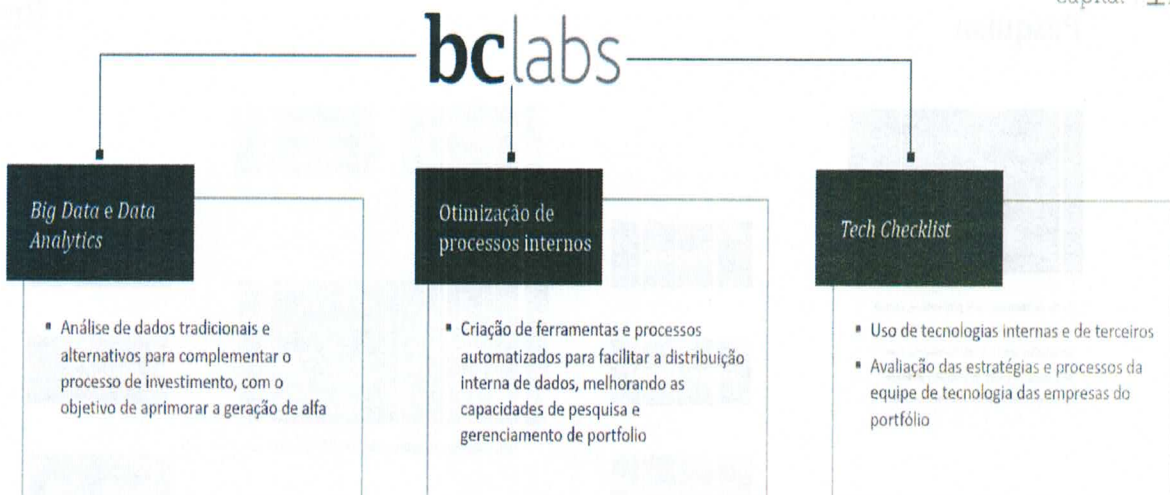 bclabs
Big Data e Data
Analytics
▪ Análise de dados tradicionais e
alternativos para complementar o
processo de investimento, com o
objetivo de aprimorar a geração de alfa
Otimização de
processos internos
▪ Criação de ferramentas e processos
automatizados para facilitar a distribuição
interna de dados, melhorando as
capacidades de pesquisa e
gerenciamento de portfolio
Tech Checklist
▪ Uso de tecnologias internas e de terceiros
▪ Avaliação das estratégias e processos da
equipe de tecnologia das empresas do
portfólio